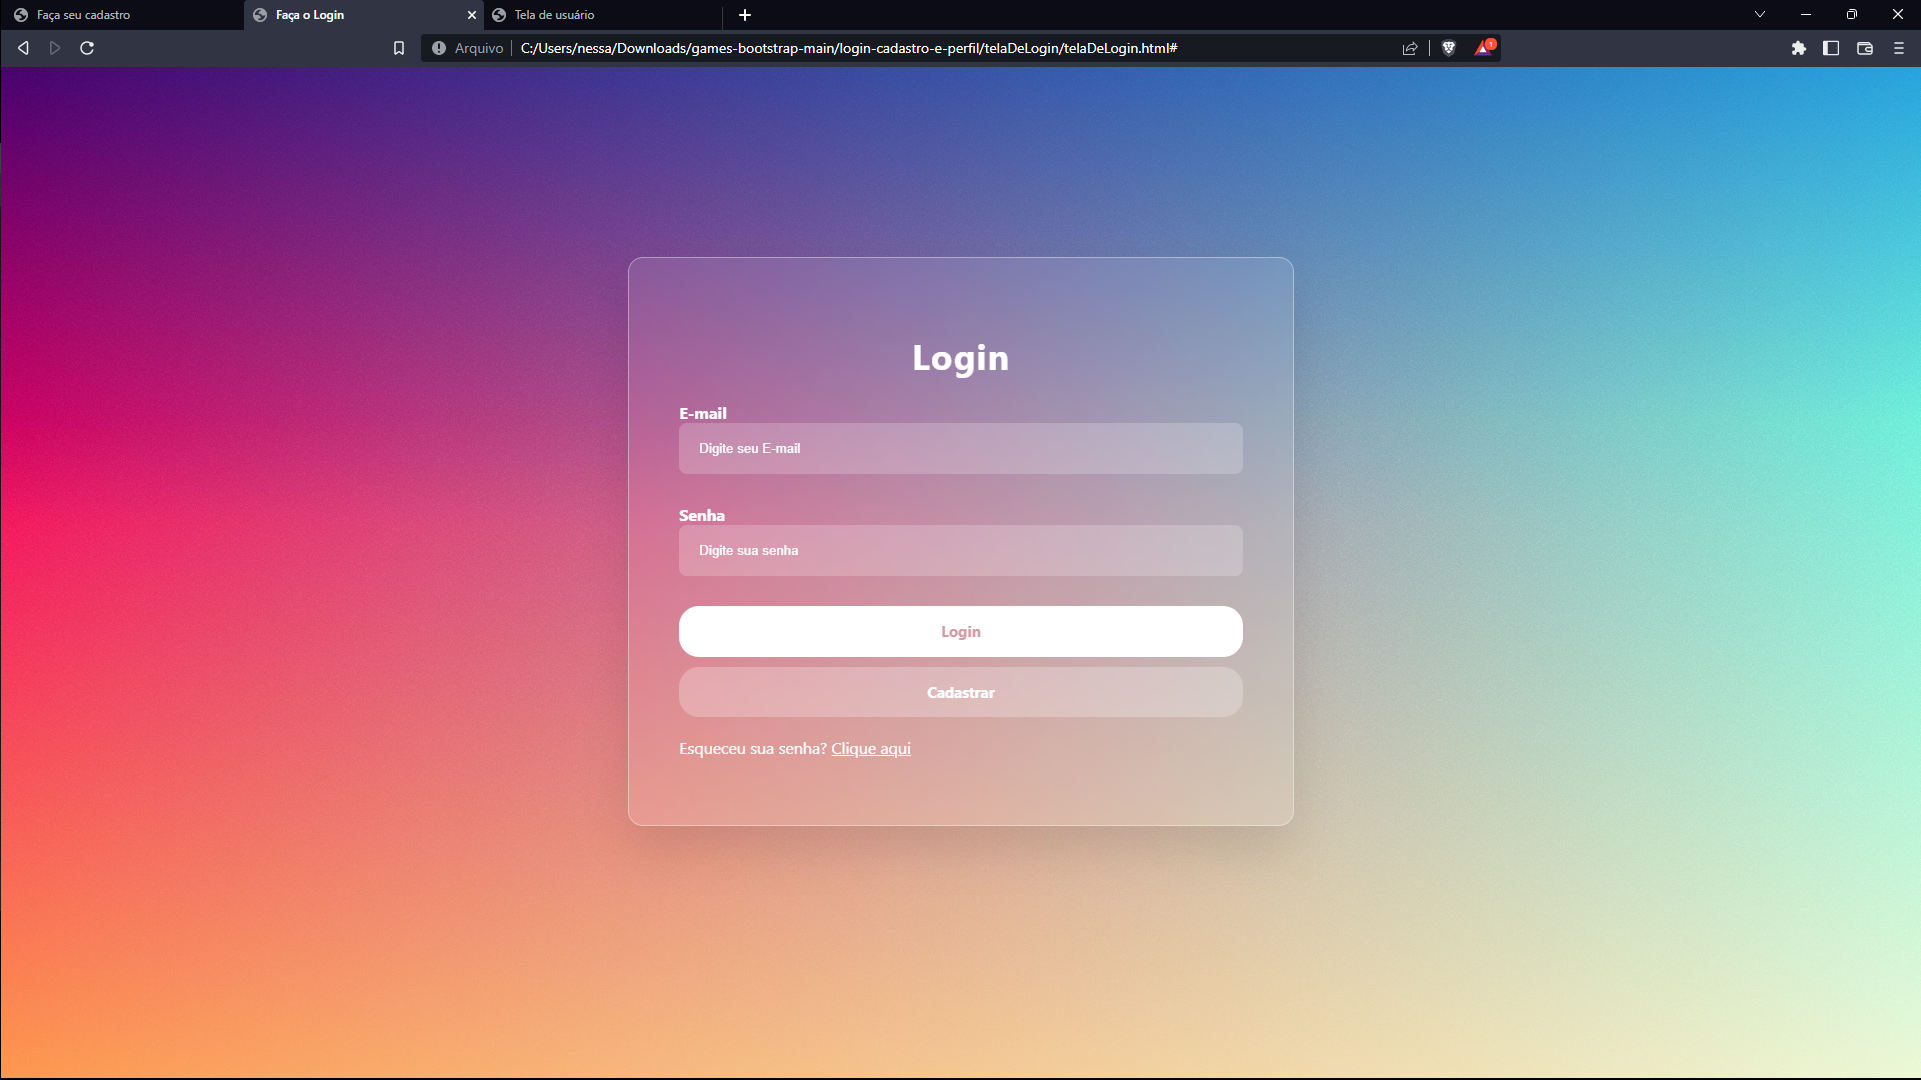 Faça seu cadastro
Faça o Login
Tela de usuário
Arquivo
C:/Users/nessa/Downloads/games-bootstrap-main/login-cadastro-e-perfil/telaDeLogin/telaDeLogin.html#
1
Login
E-mail
Digite seu E-mail
Senha
Digite sua senha
Login
Cadastrar
Esqueceu sua senha? Clique aqui